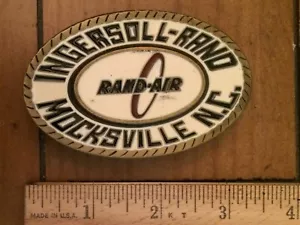 INGERSOLL-RAND
RAND-AIR
MOCKSVILLE N.C.
MADE IN U.S.A.
1 2 K T 3 4